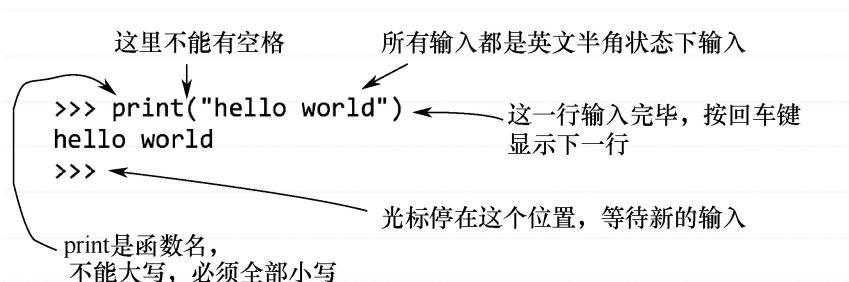 这里不能有空格
所有输入都是英文半角状态下输入
>>> print("hello world")
这一行输入完毕，按回车键
hello world
显示下一行
>>>
光标停在这个位置，等待新的输入
print是函数名，
不能大写，必须全部小写